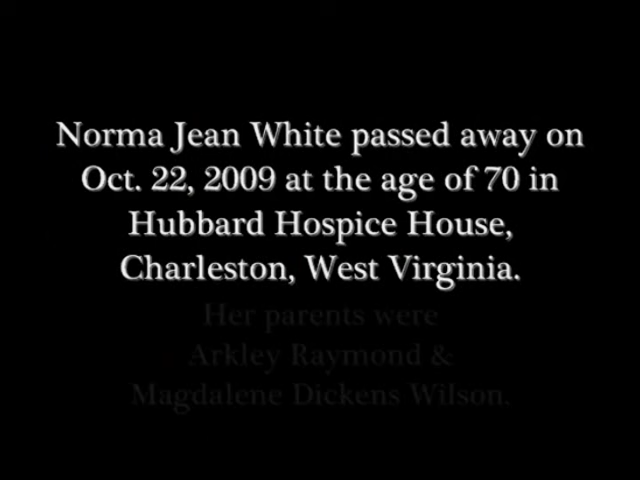 Norma Jean White passed away on
Oct. 22, 2009 at the age of 70 in
Hubbard Hospice House,
Charleston, West Virginia.
Her parents were
Arkley Raymond &
Magdalene Dickens Wilson.